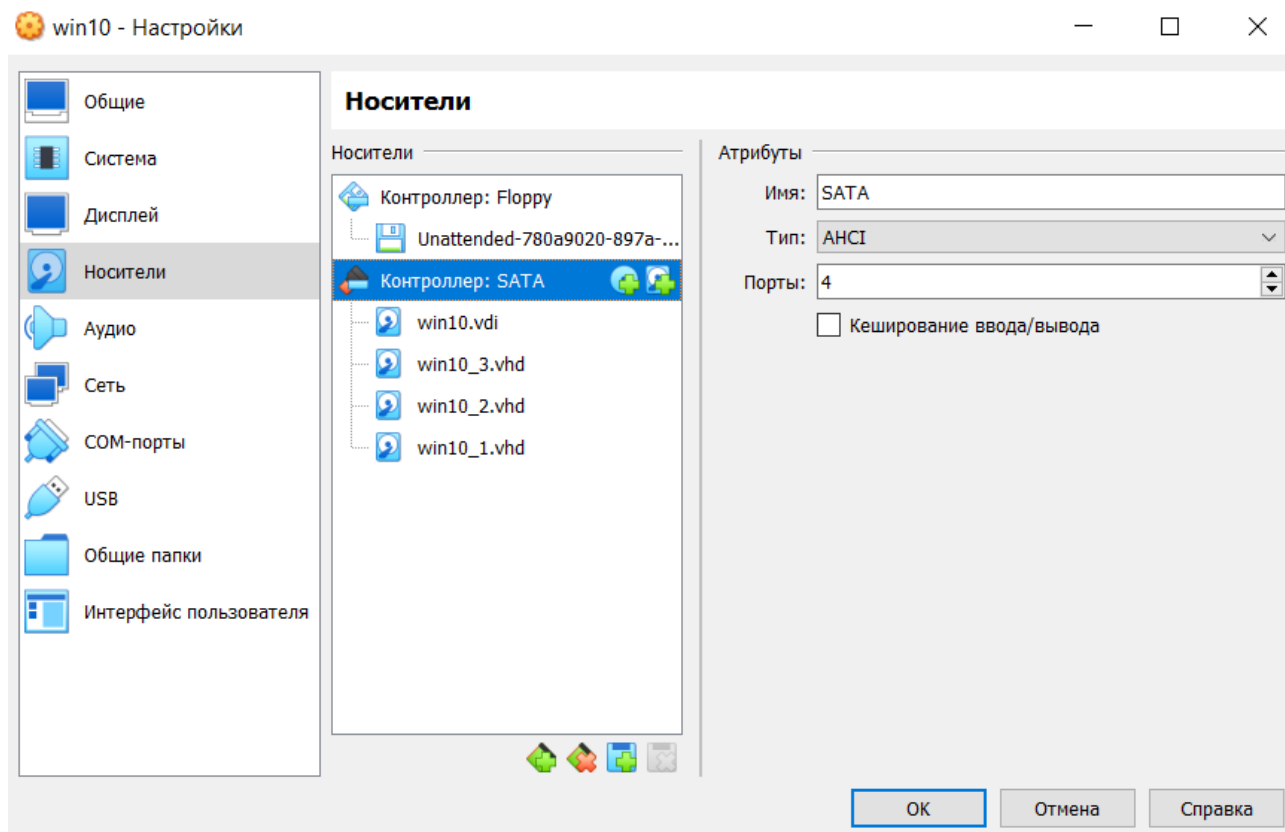 win10 - Настройки
Общие
Система
Дисплей
Носители
Аудио
Сеть
COM-порты
USB
Общие папки
Интерфейс пользователя
Носители
Носители
Контроллер: Floppy
Unattended-780a9020-897a-...
Контроллер: SATA
win10.vdi
win10_3.vhd
win10_2.vhd
win10_1.vhd
Атрибуты
Имя: SATA
Тип: AHCI
Порты: 4
Кеширование ввода/вывода
OK Отмена Справка